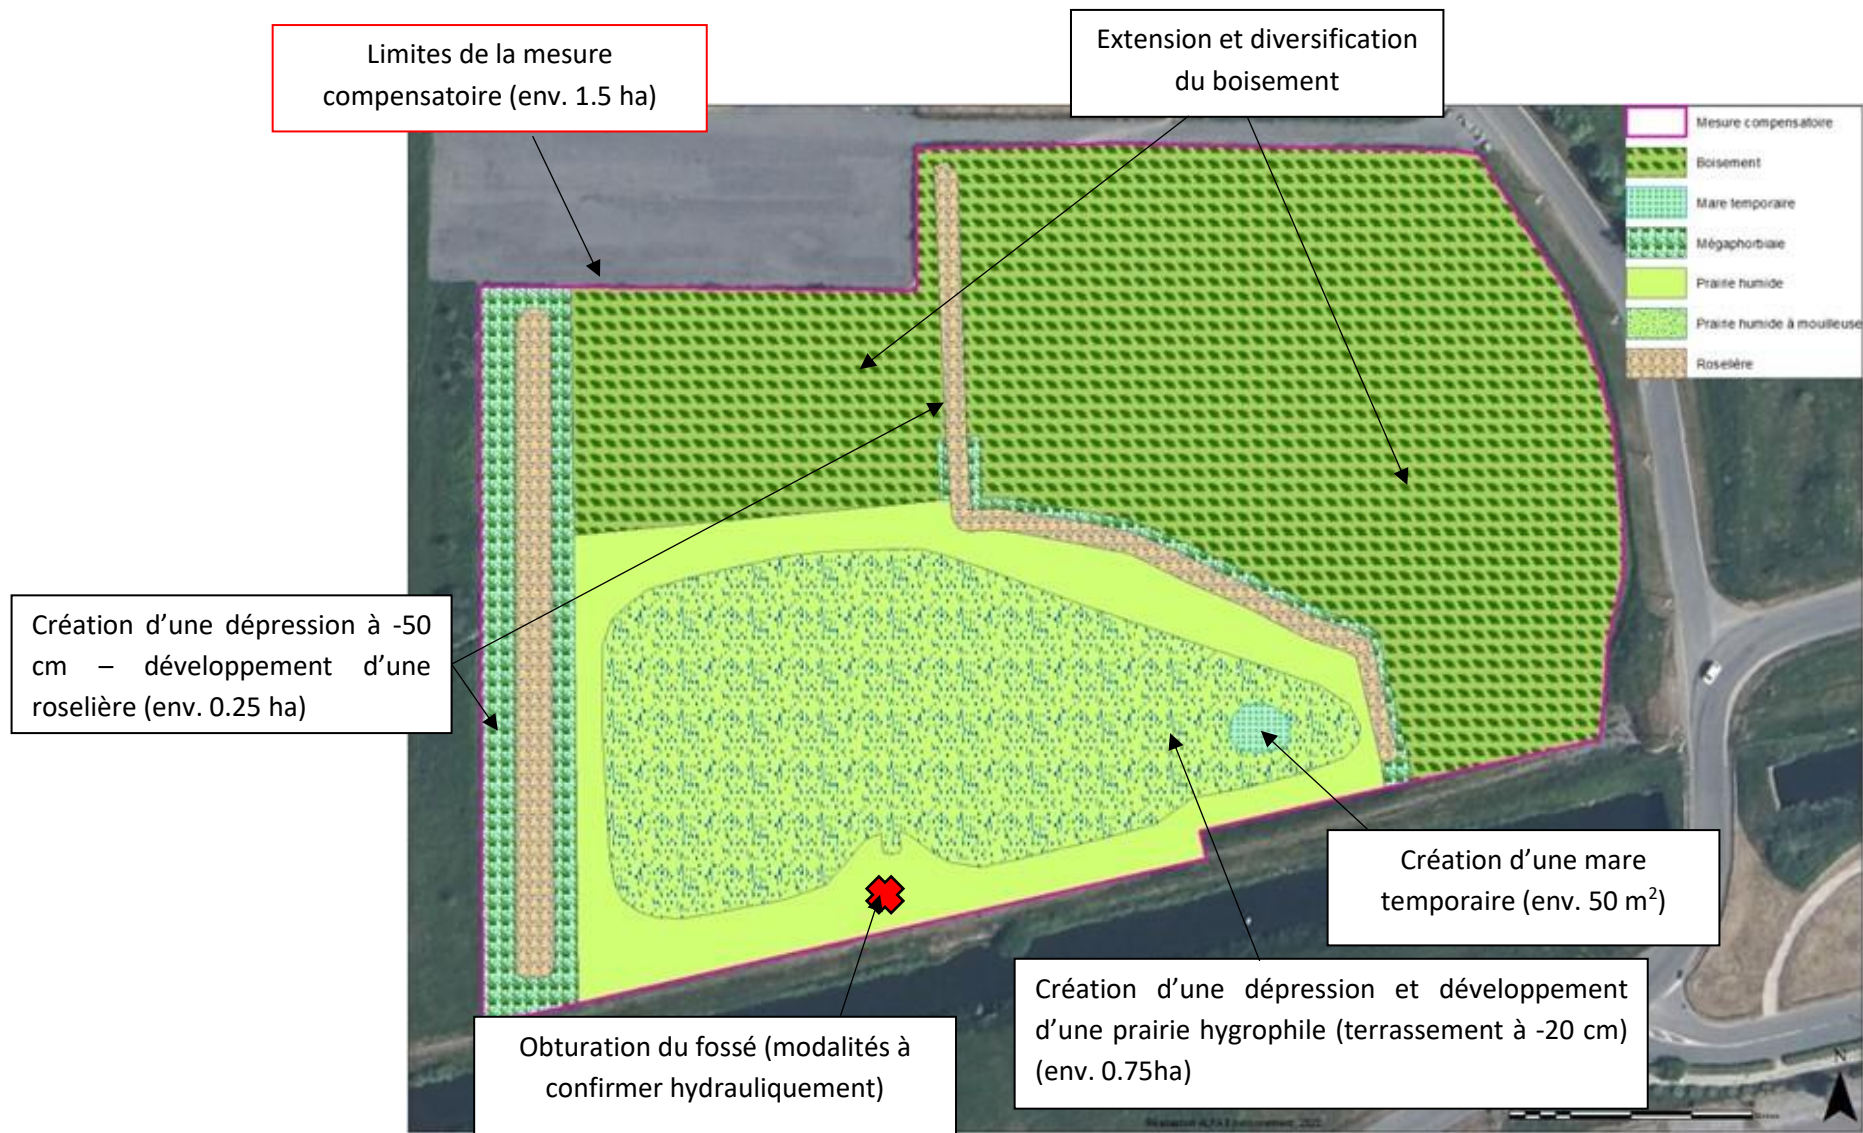 Limites de la mesure
compensatoire (env. 1.5 ha)
Extension et diversification
du boisement
Mesure compensatoire
Boisement
Mare temporaire
Mégaphorbiaie
Prairie humide
Prairie humide à mouilleuse
Roselière
Création d’une dépression à -50
cm – développement d’une
roselière (env. 0.25 ha)
Création d’une mare
temporaire (env. 50 m²)
Création d’une dépression et développement
d’une prairie hygrophile (terrassement à -20 cm)
(env. 0.75ha)
Obturation du fossé (modalités à
confirmer hydrauliquement)
N